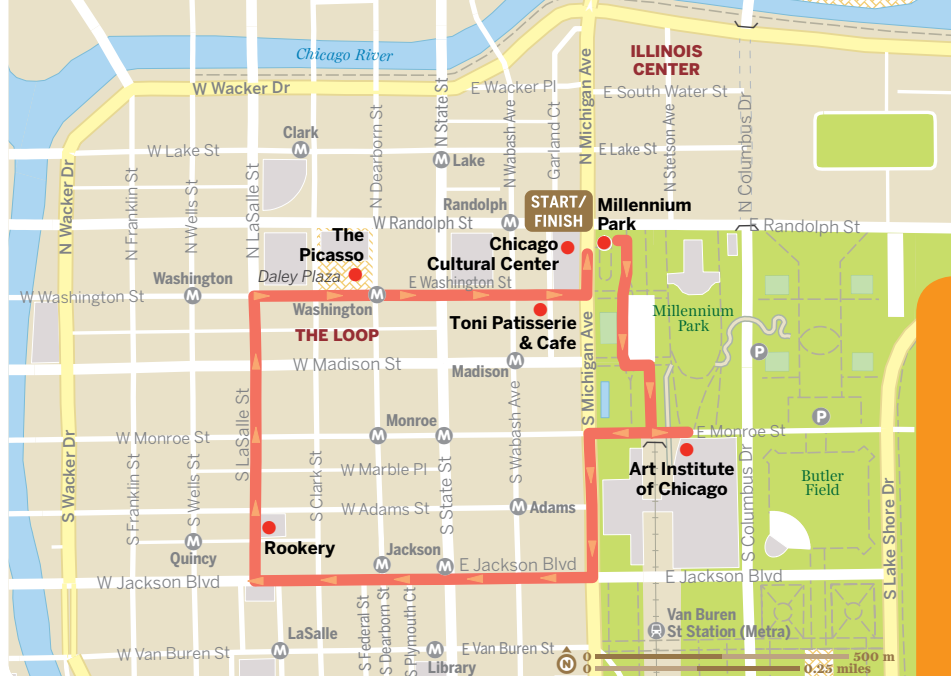 Chicago River
ILLINOIS
CENTER
W Wacker Dr
E Wacker Pl
E South Water St
N Michigan Ave
N Columbus Dr
N Stetson Ave
Garland Ct
N Wabash Ave
N State St
N Dearborn St
Clark
M
W Lake St
M
Lake
E Lake St
N Wacker Dr
N Franklin St
N Wells St
N LaSalle St
Randolph
M
START/
FINISH
Millennium
Park
W Randolph St
E Randolph St
The
Picasso
Daley Plaza
Chicago
Cultural Center
Washington
M
W Washington St
E Washington St
M
Washington
THE LOOP
Toni Patisserie
& Cafe
Millennium
Park
S Michigan Ave
P
W Madison St
M
Madison
S LaSalle St
S Wabash Ave
P
Monroe
M
M
W Monroe St
E Monroe St
S Wacker Dr
S Franklin St
S Wells St
S Clark St
S State St
W Marble Pl
Art Institute
of Chicago
Butler
Field
S Columbus Dr
S Lake Shore Dr
W Adams St
M
Adams
Rookery
M
Quincy
Jackson
M
M
E Jackson Blvd
W Jackson Blvd
E Jackson Blvd
S Federal St
S Dearborn St
S Plymouth Ct
LaSalle
M
Van Buren
St Station (Metra)
W Van Buren St
M
Library
E Van Buren St
N
0
500 m
0
0.25 miles